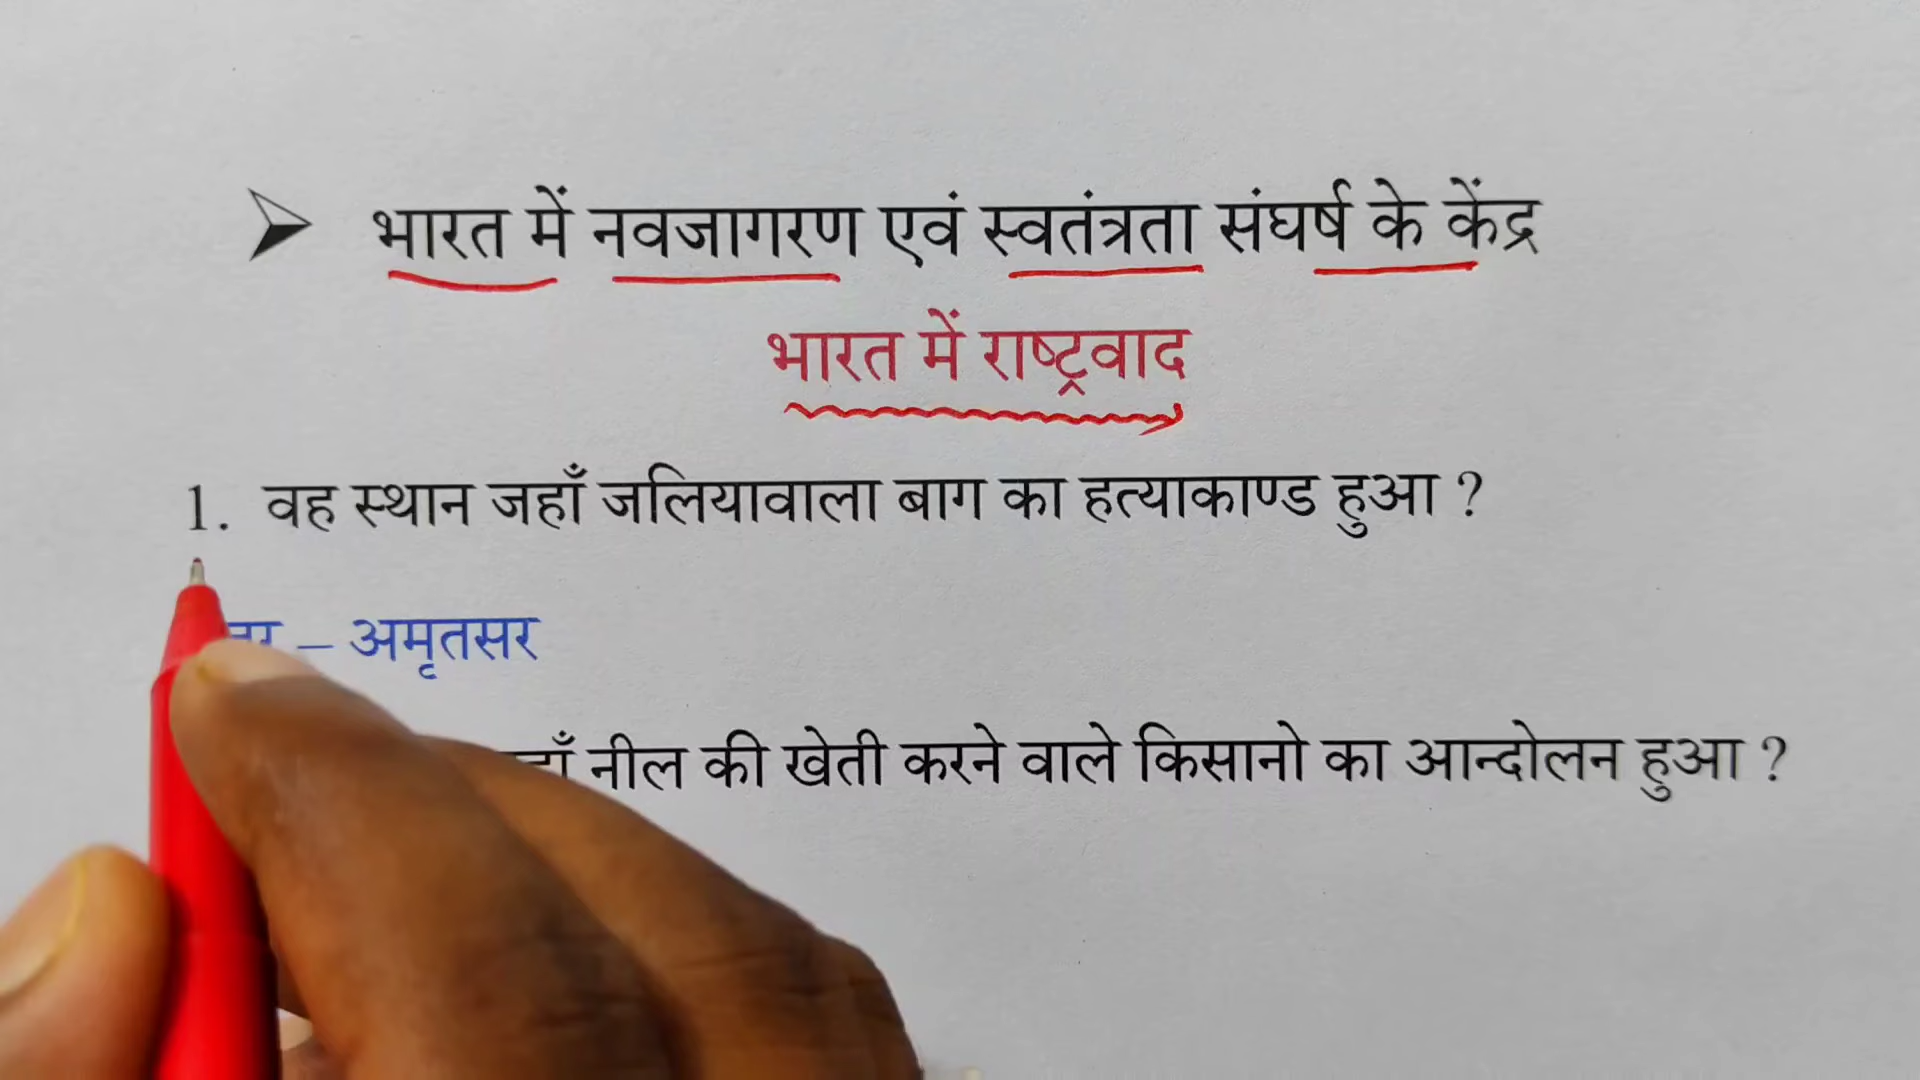 भारत में नवजागरण एवं स्वतंत्रता संघर्ष के केंद्र
भारत में राष्ट्रवाद
1. वह स्थान जहाँ जलियावाला बाग का हत्याकाण्ड हुआ ?
– अमृतसर
नील की खेती करने वाले किसानो का आन्दोलन हुआ ?